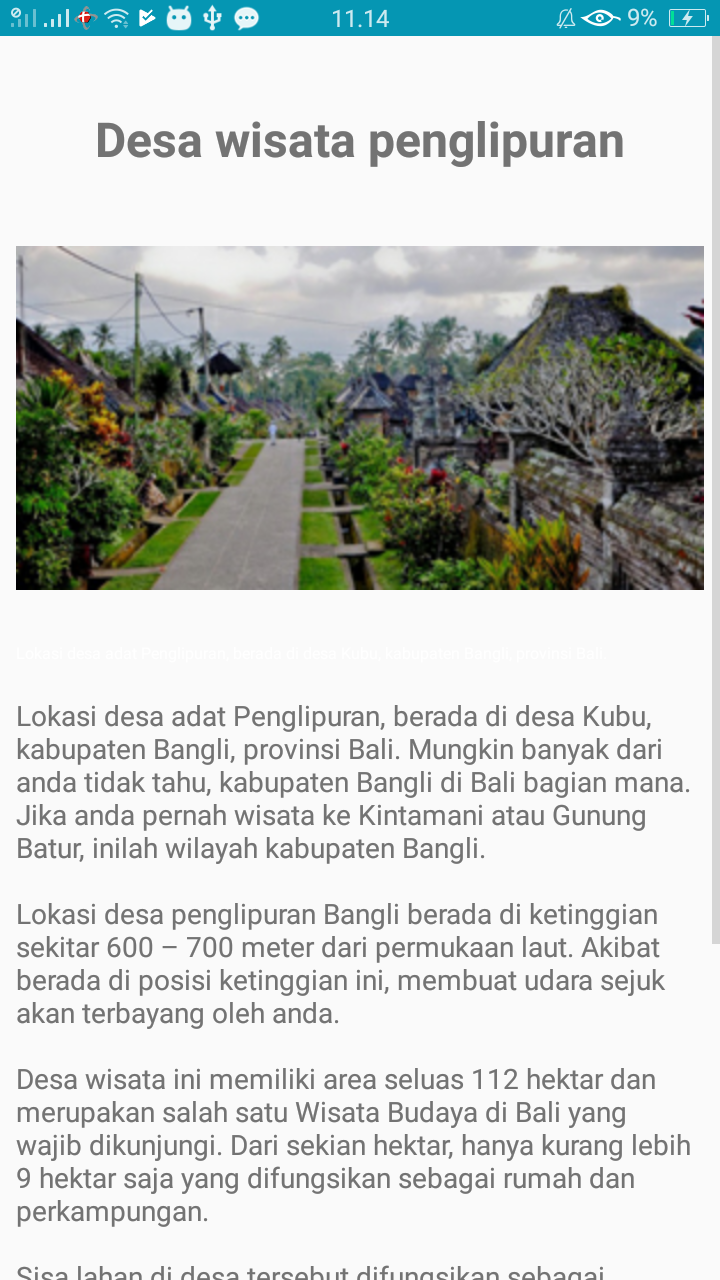 11.14
9%
Desa wisata penglipuran
Lokasi desa adat Penglipuran, berada di desa Kubu, kabupaten Bangli, provinsi Bali.
Lokasi desa adat Penglipuran, berada di desa Kubu,
kabupaten Bangli, provinsi Bali. Mungkin banyak dari
anda tidak tahu, kabupaten Bangli di Bali bagian mana.
Jika anda pernah wisata ke Kintamani atau Gunung
Batur, inilah wilayah kabupaten Bangli.
Lokasi desa penglipuran Bangli berada di ketinggian
sekitar 600 – 700 meter dari permukaan laut. Akibat
berada di posisi ketinggian ini, membuat udara sejuk
akan terbayang oleh anda.
Desa wisata ini memiliki area seluas 112 hektar dan
merupakan salah satu Wisata Budaya di Bali yang
wajib dikunjungi. Dari sekian hektar, hanya kurang lebih
9 hektar saja yang difungsikan sebagai rumah dan
perkampungan.
Sisa lahan di desa tersebut difungsikan sebagai